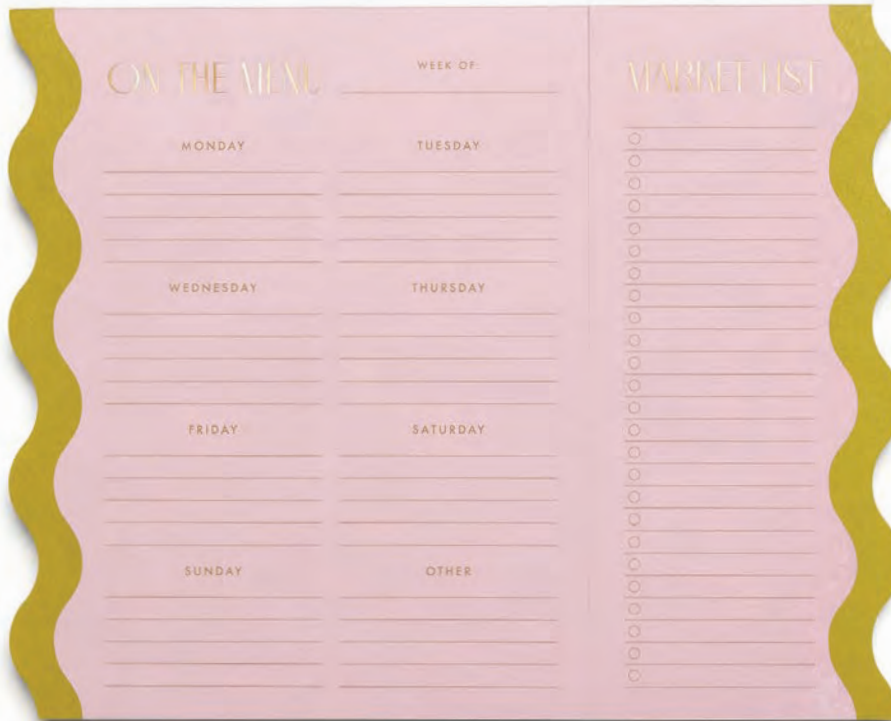 ON THE MENU
WEEK OF:
MONDAY
TUESDAY
WEDNESDAY
THURSDAY
FRIDAY
SATURDAY
SUNDAY
OTHER
MARKET LIST